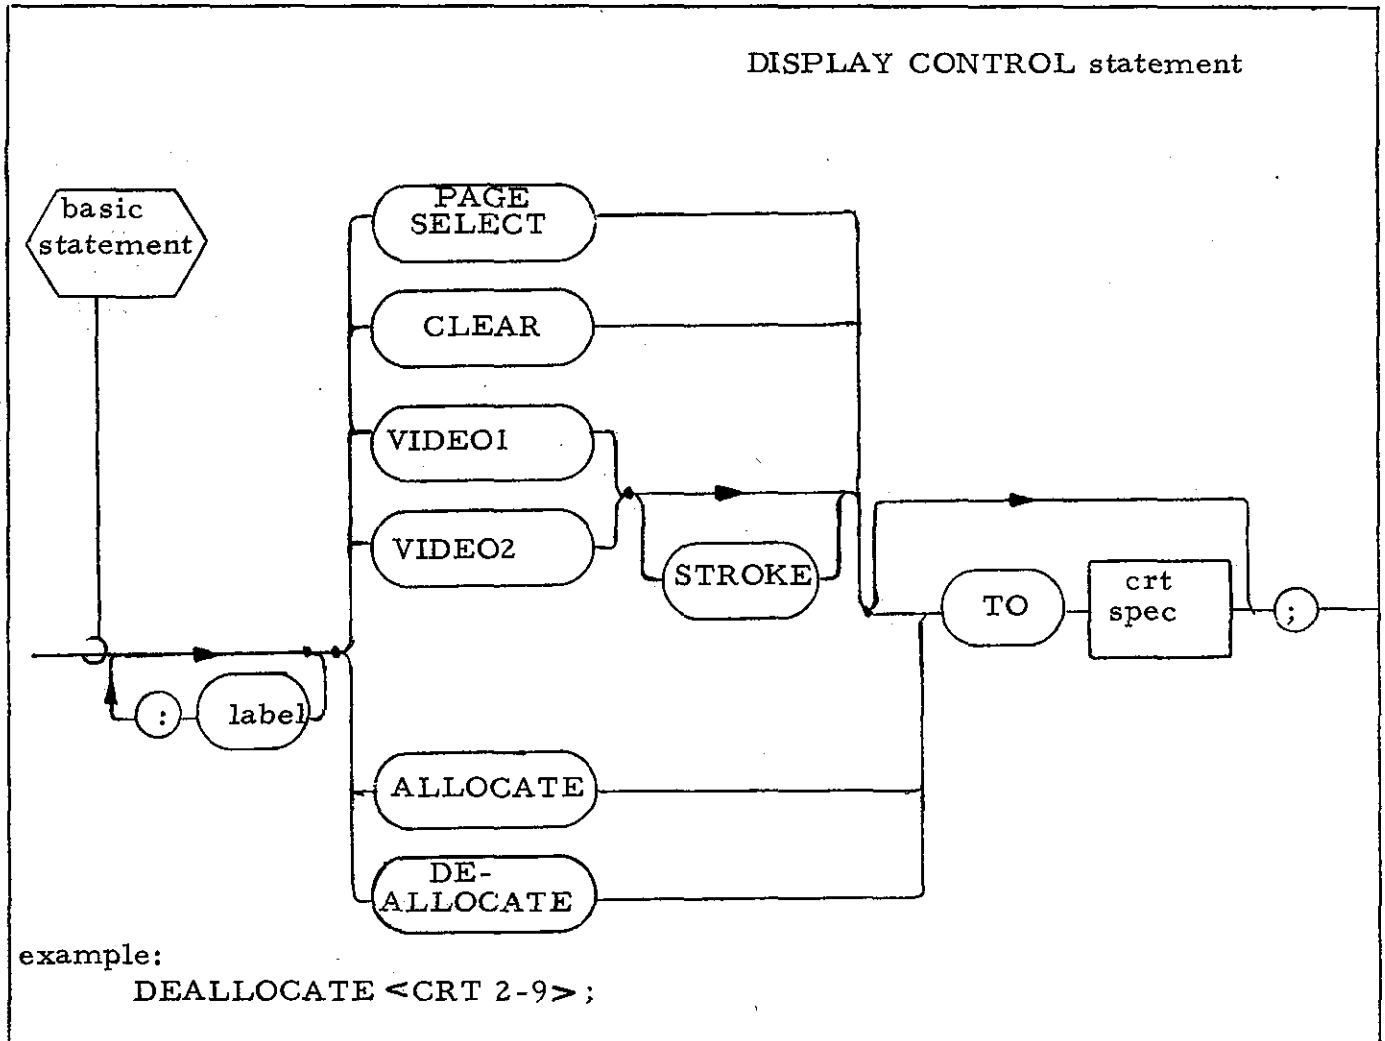 DISPLAY CONTROL statement
basic
statement
PAGE
SELECT
CLEAR
VIDEO1
VIDEO2
STROKE
TO
crt
spec
;
:
label
ALLOCATE
DE-
ALLOCATE
example:
DEALLOCATE <CRT 2-9>;